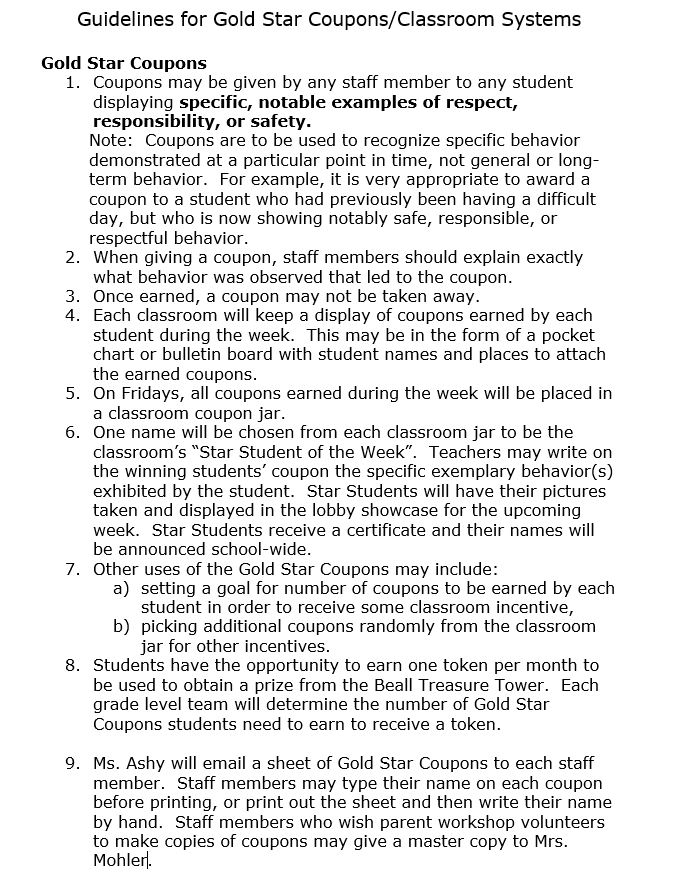 Guidelines for Gold Star Coupons/Classroom Systems
Gold Star Coupons
1. Coupons may be given by any staff member to any student
displaying specific, notable examples of respect,
responsibility, or safety.
Note: Coupons are to be used to recognize specific behavior
demonstrated at a particular point in time, not general or long-
term behavior. For example, it is very appropriate to award a
coupon to a student who had previously been having a difficult
day, but who is now showing notably safe, responsible, or
respectful behavior.
2. When giving a coupon, staff members should explain exactly
what behavior was observed that led to the coupon.
3. Once earned, a coupon may not be taken away.
4. Each classroom will keep a display of coupons earned by each
student during the week. This may be in the form of a pocket
chart or bulletin board with student names and places to attach
the earned coupons.
5. On Fridays, all coupons earned during the week will be placed in
a classroom coupon jar.
6. One name will be chosen from each classroom jar to be the
classroom's "Star Student of the Week". Teachers may write on
the winning students' coupon the specific exemplary behavior(s)
exhibited by the student. Star Students will have their pictures
taken and displayed in the lobby showcase for the upcoming
week. Star Students receive a certificate and their names will
be announced school-wide.
7. Other uses of the Gold Star Coupons may include:
a) setting a goal for number of coupons to be earned by each
student in order to receive some classroom incentive,
b) picking additional coupons randomly from the classroom
jar for other incentives.
8. Students have the opportunity to earn one token per month to
be used to obtain a prize from the Beall Treasure Tower. Each
grade level team will determine the number of Gold Star
Coupons students need to earn to receive a token.
9. Ms. Ashy will email a sheet of Gold Star Coupons to each staff
member. Staff members may type their name on each coupon
before printing, or print out the sheet and then write their name
by hand. Staff members who wish parent workshop volunteers
to make copies of coupons may give a master copy to Mrs.
Mohler.